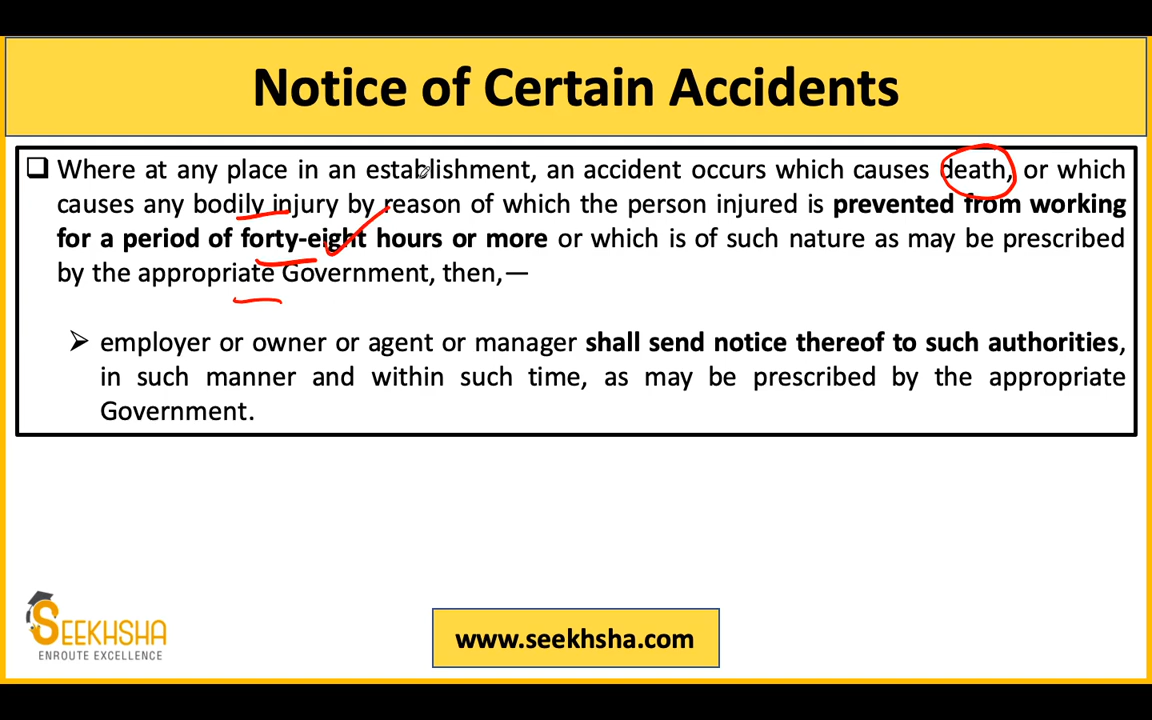 Notice of Certain Accidents
Where at any place in an establishment, an accident occurs which causes death, or which
causes any bodily injury by reason of which the person injured is prevented from working
for a period of forty-eight hours or more or which is of such nature as may be prescribed
by the appropriate Government, then,—
employer or owner or agent or manager shall send notice thereof to such authorities,
in such manner and within such time, as may be prescribed by the appropriate
Government.
SEEKHSHA
ENROUTE EXCELLENCE
www.seekhsha.com